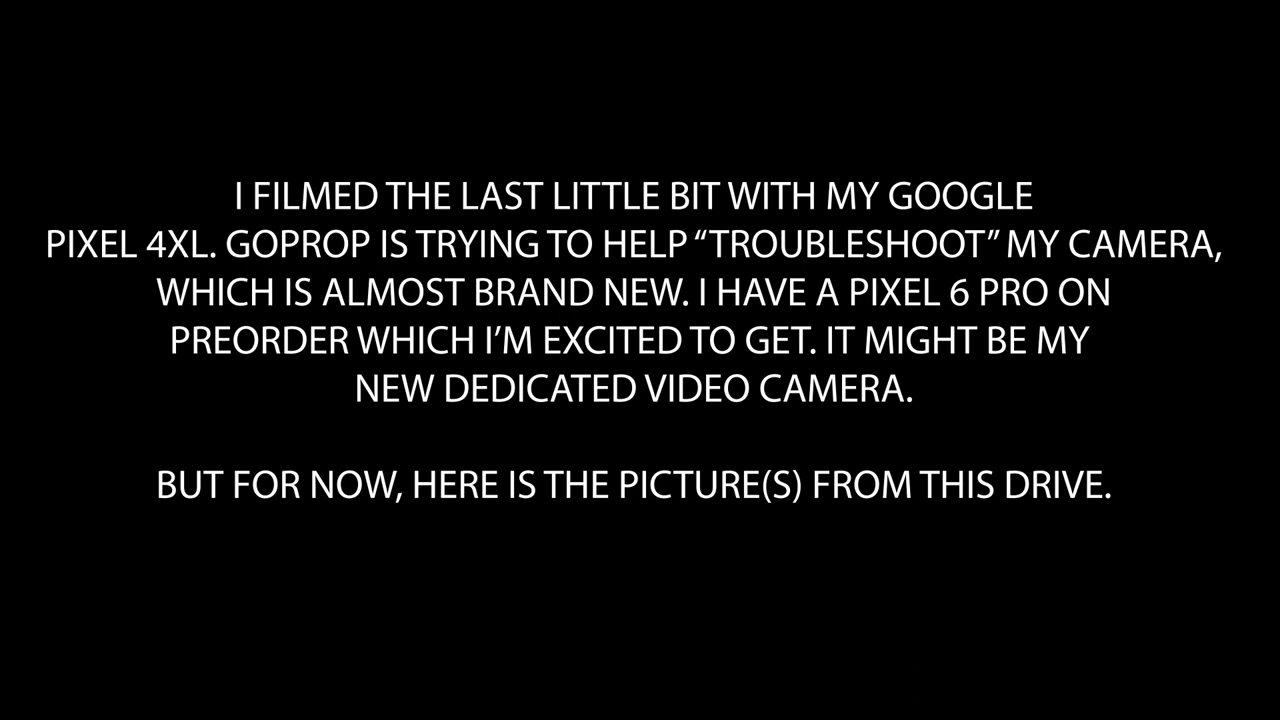 I FILMED THE LAST LITTLE BIT WITH MY GOOGLE
PIXEL 4XL. GOPROP IS TRYING TO HELP “TROUBLESHOOT” MY CAMERA,
WHICH IS ALMOST BRAND NEW. I HAVE A PIXEL 6 PRO ON
PREORDER WHICH I’M EXCITED TO GET. IT MIGHT BE MY
NEW DEDICATED VIDEO CAMERA.
BUT FOR NOW, HERE IS THE PICTURE(S) FROM THIS DRIVE.